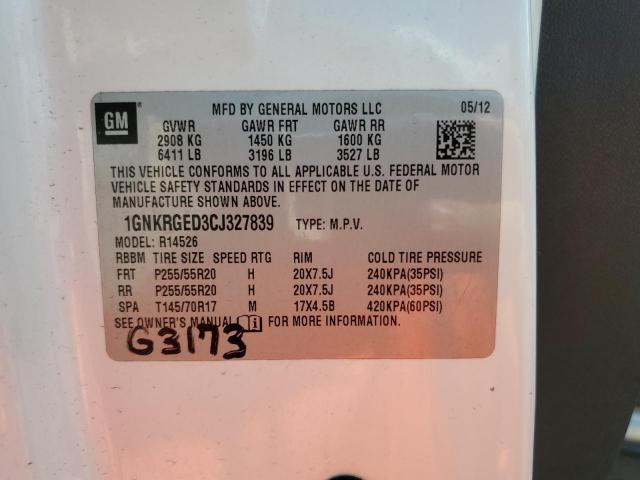 GM
MFD BY GENERAL MOTORS LLC 05/12
GVWR GAWR FRT GAWR RR
2908 KG 1450 KG 1600 KG
6411 LB 3196 LB 3527 LB
THIS VEHICLE CONFORMS TO ALL APPLICABLE U.S. FEDERAL MOTOR
VEHICLE SAFETY STANDARDS IN EFFECT ON THE DATE OF
MANUFACTURE SHOWN ABOVE.
1GNKRGED3CJ327839 TYPE: M.P.V.
MODEL: R14526
RBBM TIRE SIZE SPEED RTG RIM COLD TIRE PRESSURE
FRT P255/55R20 H 20X7.5J 240KPA(35PSI)
RR P255/55R20 H 20X7.5J 240KPA(35PSI)
SPA T145/70R17 M 17X4.5B 420KPA(60PSI)
SEE OWNER'S MANUAL FOR MORE INFORMATION.
G3173